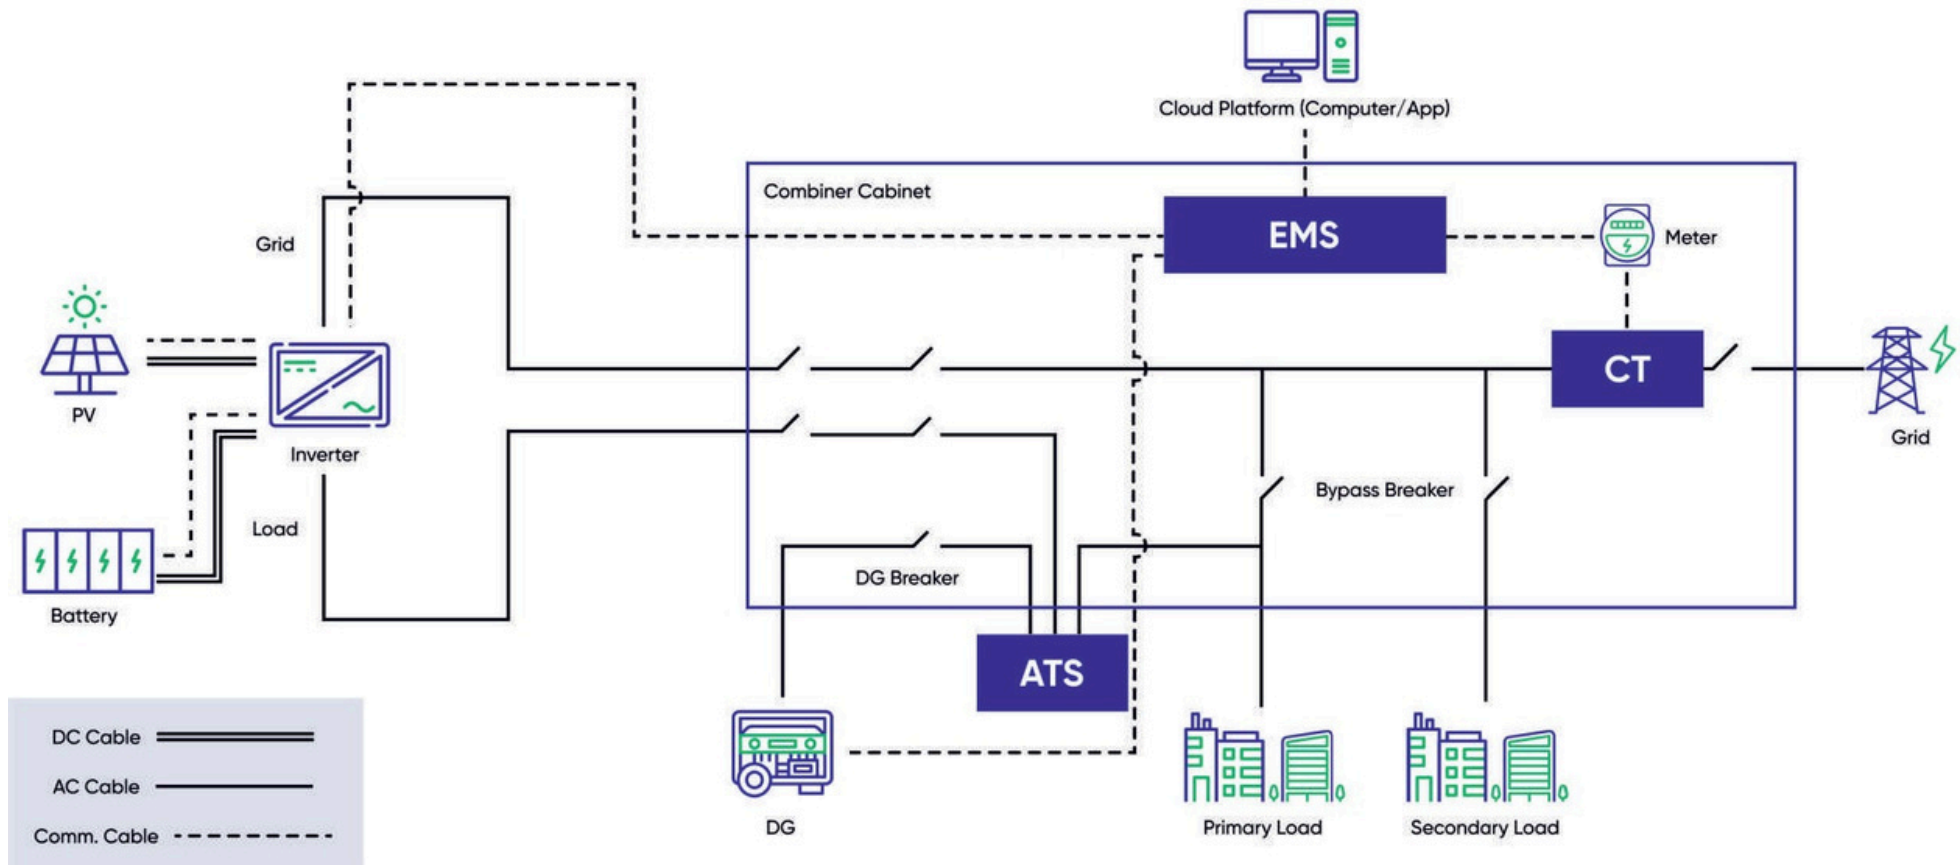 Cloud Platform (Computer/App)
Combiner Cabinet
EMS
Meter
Grid
CT
PV
Grid
Inverter
Bypass Breaker
Load
DG Breaker
Battery
ATS
DC Cable
AC Cable
Comm. Cable
DG
Primary Load
Secondary Load